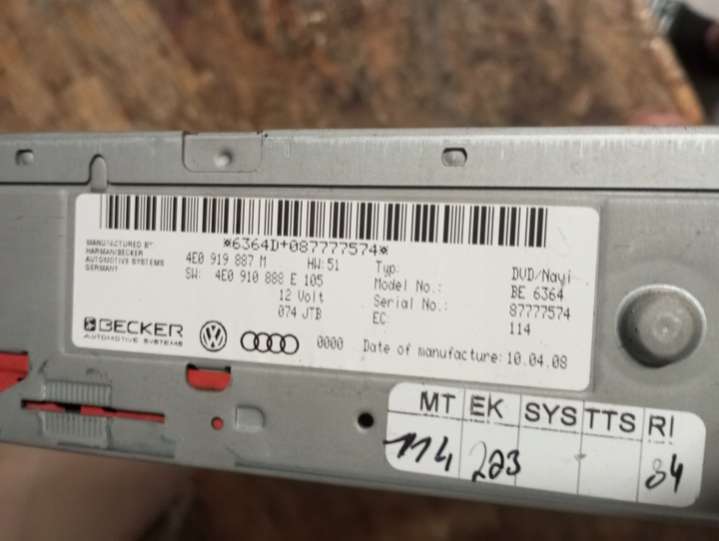 *6364D+087777574*
MANUFACTURED BY:
HARMAN/BECKER
AUTOMOTIVE SYSTEMS
GERMANY
4E0 919 887 M HW:51
SW: 4E0 910 888 E 105
12 Volt
074 JTB
Typ: DVD/Navi
Model No.: BE 6364
Serial No.: 87777574
EC: 114
BECKER
AUTOMOTIVE SYSTEMS
0000 Date of manufacture: 10.04.08
MT EK SYS TTS RI
114 223 84